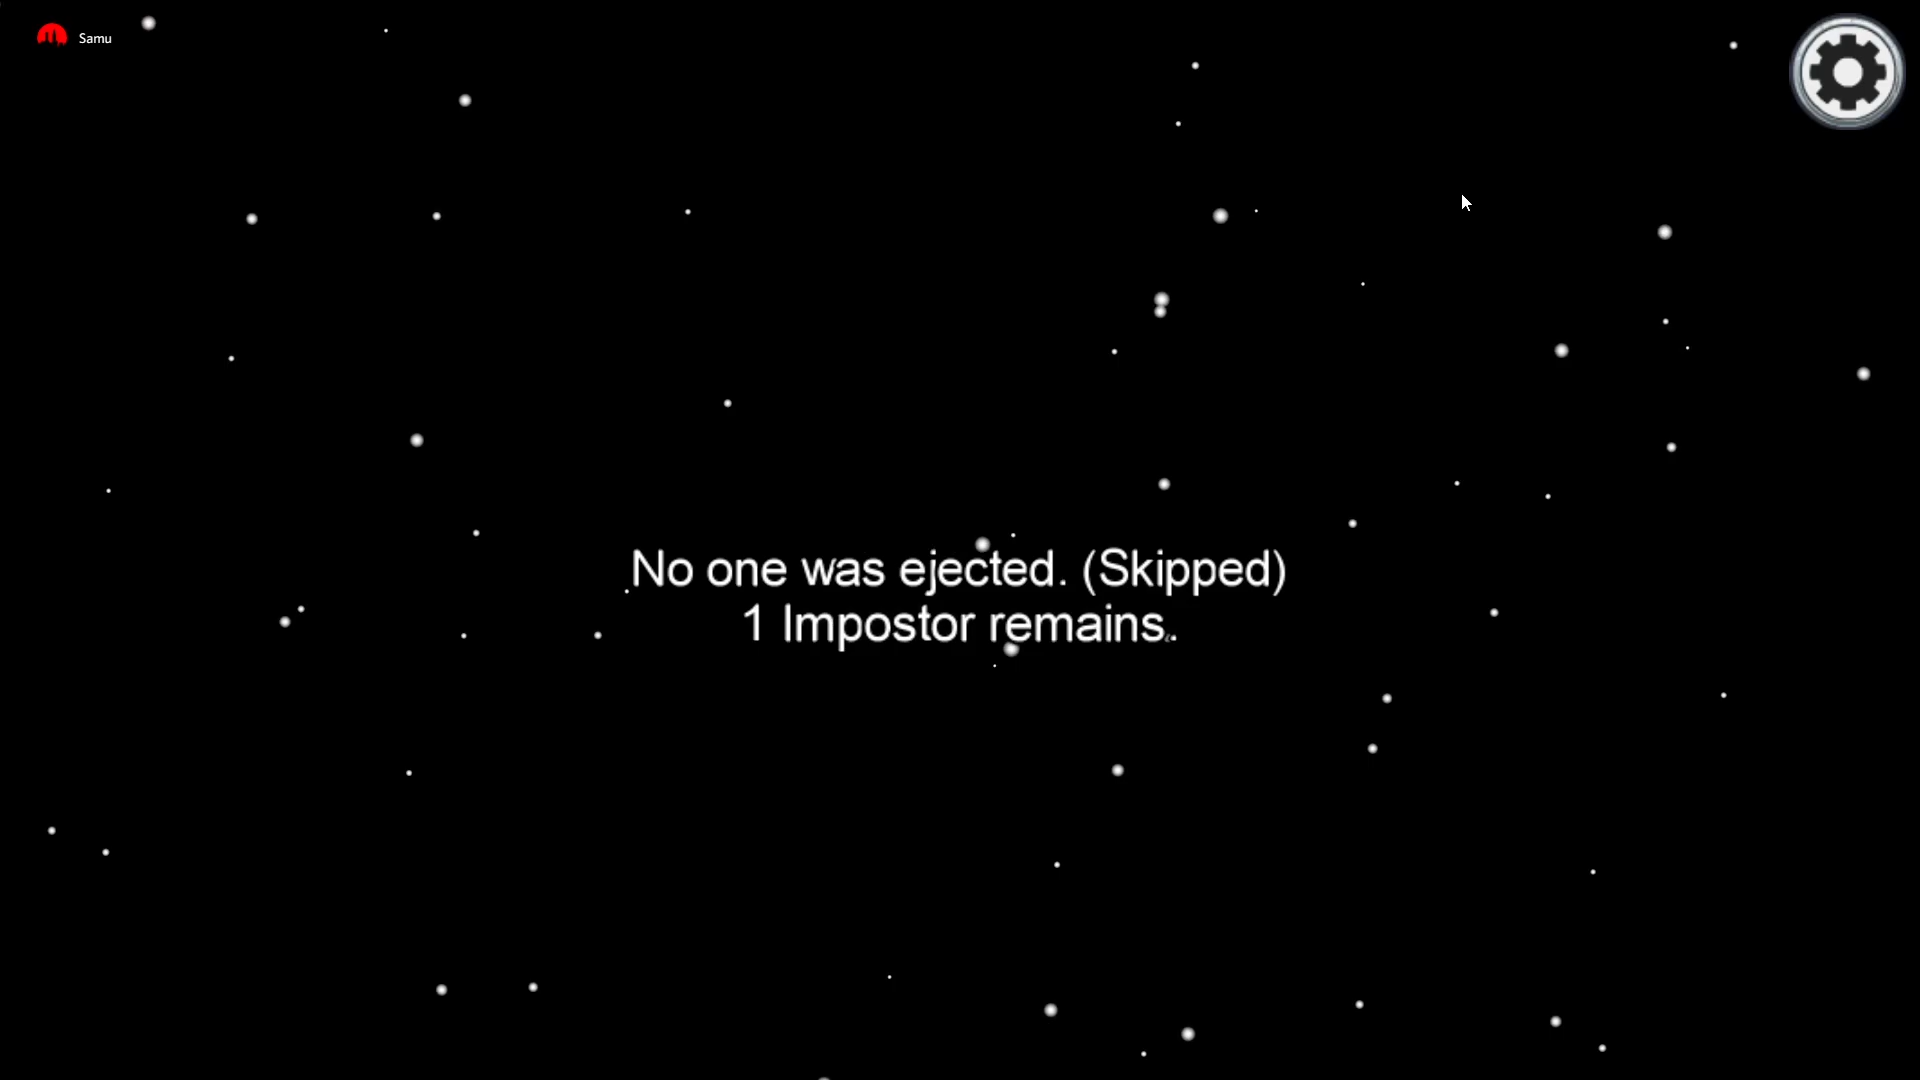 Samu
No one was ejected. (Skipped)
1 Impostor remains.